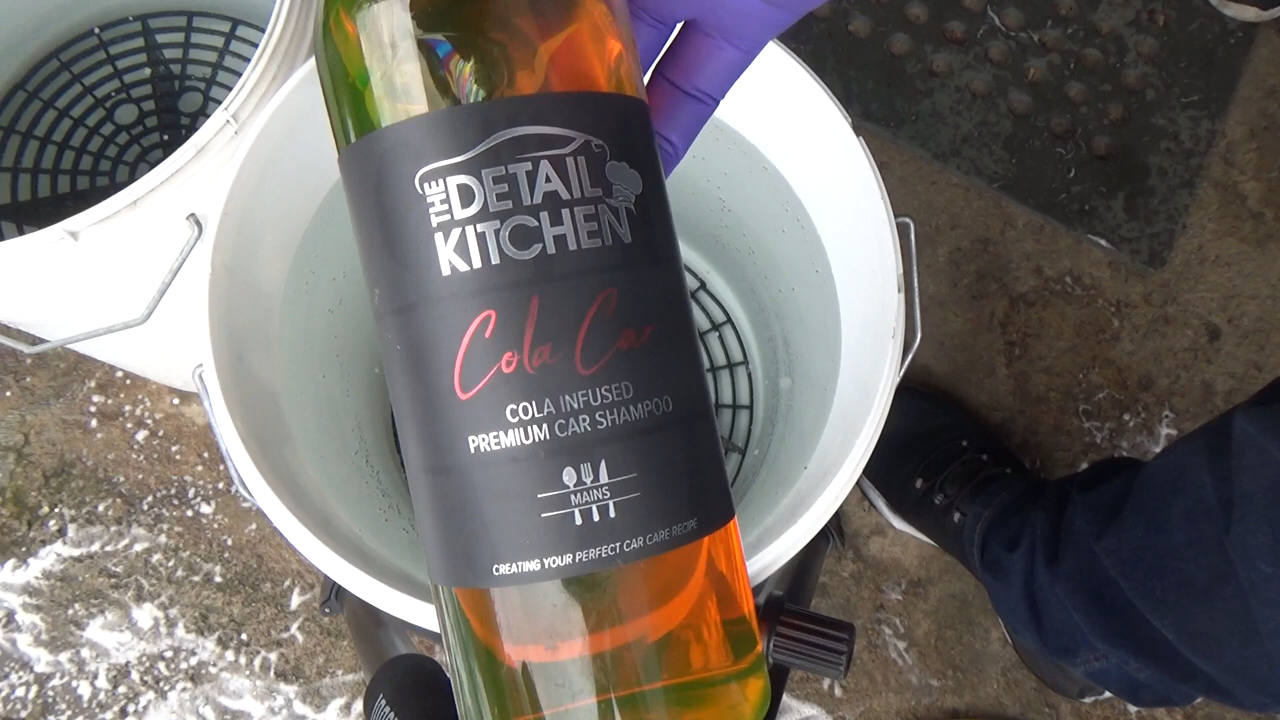 THE DETAIL
KITCHEN
Cola Car
COLA INFUSED
PREMIUM CAR SHAMPOO
MAINS
CREATING YOUR PERFECT CAR CARE RECIPE